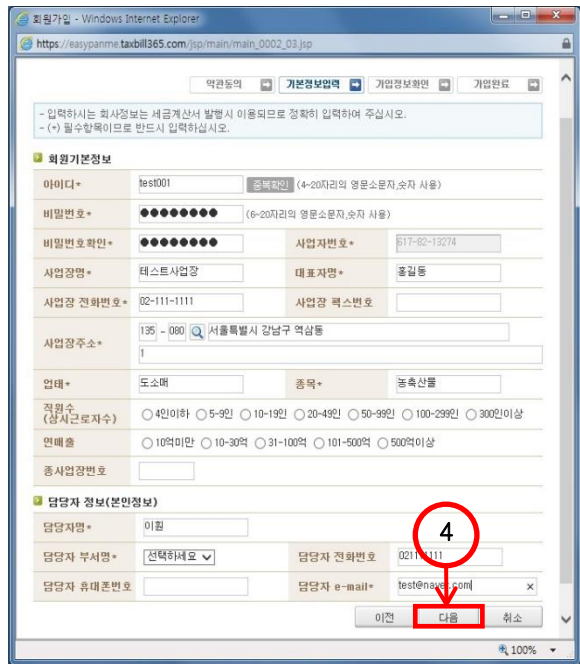 회원가입 - Windows Internet Explorer
https://easypanme.taxbill365.com/jsp/main/main_0002_03.jsp
약관동의 기본정보입력 가입정보확인 가입완료
- 입력하시는 회사정보는 세금계산서 발행시 이용되므로 정확히 입력하여 주십시오.
- (*) 필수항목이므로 반드시 입력하십시오.
회원기본정보
아이디* test001 중복확인 (4~20자리의 영문소문자,숫자 사용)
비밀번호* ●●●●●●●● (6~20자리의 영문소문자,숫자 사용)
비밀번호확인* ●●●●●●●● 사업자번호* 617-82-13274
사업장명* 테스트사업장 대표자명* 홍길동
사업장 전화번호* 02-111-1111 사업장 팩스번호
사업장주소* 135 - 080 서울특별시 강남구 역삼동
1
업태* 도소매 종목* 농축산물
직원수
(상시근로자수) 4인이하 5-9인 10-19인 20-49인 50-99인 100-299인 300인이상
연매출 10억미만 10-30억 31-100억 101-500억 500억이상
종사업장번호
담당자 정보(본인정보)
담당자명* 이휜
담당자 부서명* 선택하세요 담당자 전화번호 0211-1111
담당자 휴대폰번호 담당자 e-mail* test@naver.com x
4
이전 다음 취소
100%